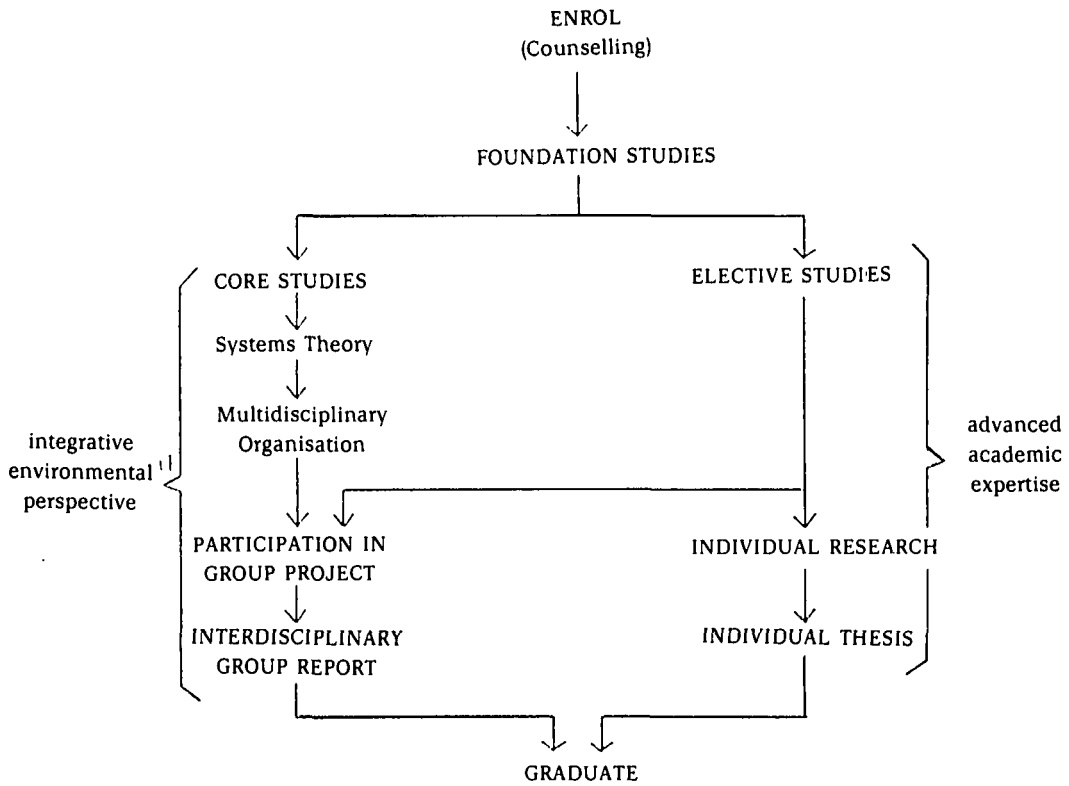 ENROL
(Counselling)
FOUNDATION STUDIES
CORE STUDIES
ELECTIVE STUDIES
Systems Theory
Multidisciplinary
Organisation
integrative
environmental
perspective
advanced
academic
expertise
PARTICIPATION IN
GROUP PROJECT
INDIVIDUAL RESEARCH
INTERDISCIPLINARY
GROUP REPORT
INDIVIDUAL THESIS
GRADUATE